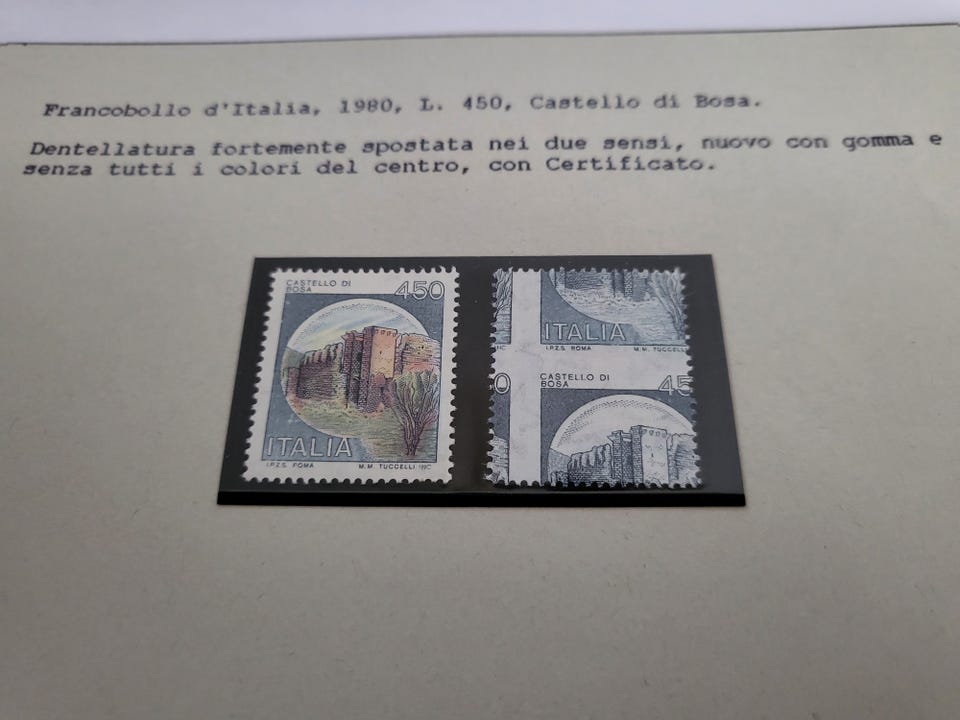 Francobollo d'Italia, 1980, L. 450, Castello di Bosa.
Dentellatura fortemente spostata nei due sensi, nuovo con gomma e
senza tutti i colori del centro, con Certificato.
CASTELLO DI
BOSA
450
ITALIA
I.P.Z.S. ROMA M.M. TUCCELLI INC
ITALIA
INC I.P.Z.S. ROMA M.M. TUCCELLI
0 CASTELLO DI
BOSA
45